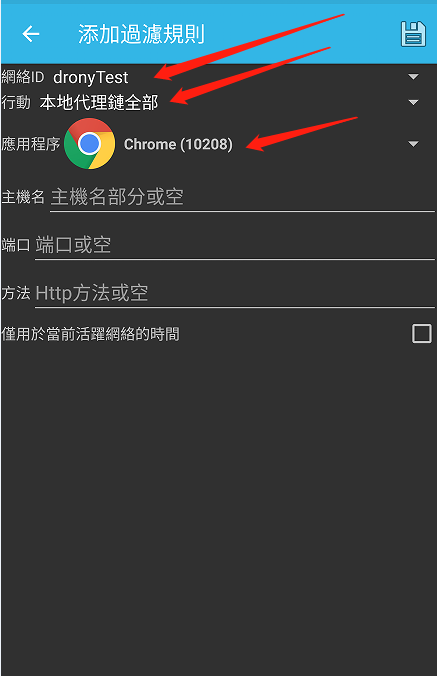 添加過濾規則
網絡ID dronyTest
行動 本地代理鏈全部
應用程序 Chrome (10208)
主機名 主機名部分或空
端口 端口或空
方法 Http方法或空
僅用於當前活躍網絡的時間